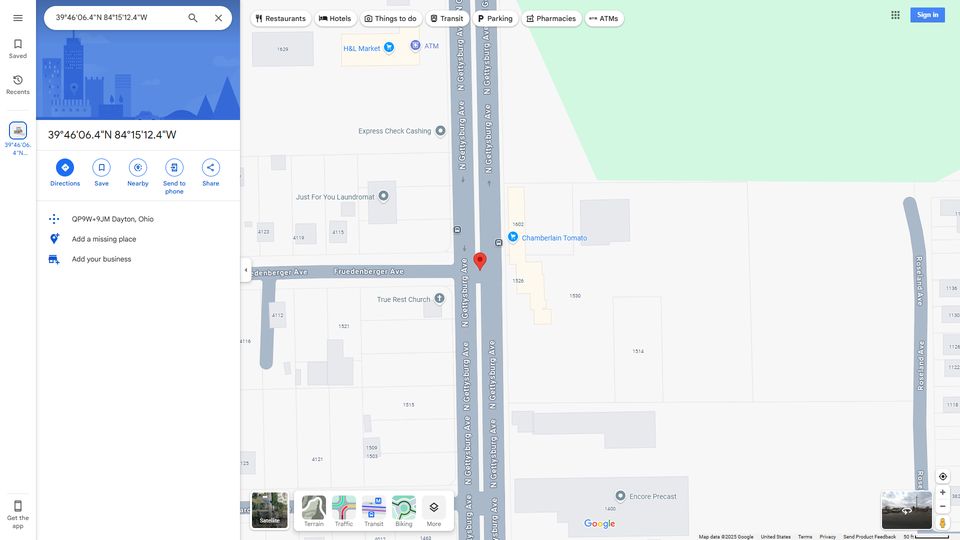 39°46'06.4"N 84°15'12.4"W
Restaurants
Hotels
Things to do
Transit
Parking
Pharmacies
ATMs
Sign in
Saved
Recents
39°46'06.
4"N...
Get the
app
39°46'06.4"N 84°15'12.4"W
Directions
Save
Nearby
Send to
phone
Share
QP9W+9JM Dayton, Ohio
Add a missing place
Add your business
1629
H&L Market
ATM
Express Check Cashing
Just For You Laundromat
4123
4119
4115
1602
Chamberlain Tomato
1526
1530
1514
Fruedenberger Ave
True Rest Church
4112
4116
1521
1515
1509
1503
4121
Encore Precast
1400
N Gettysburg Ave
N Gettysburg Ave
N Gettysburg Ave
N Gettysburg Ave
N Gettysburg Ave
N Gettysburg Ave
N Gettysburg Ave
N Gettysburg Ave
N Gettysburg Ave
N Gettysburg Ave
Roseland Ave
Roseland Ave
1136
1130
1126
1122
Satellite
Terrain
Traffic
Transit
Biking
More
Google
Map data ©2025 Google
United States
Terms
Privacy
Send Product Feedback
50 ft